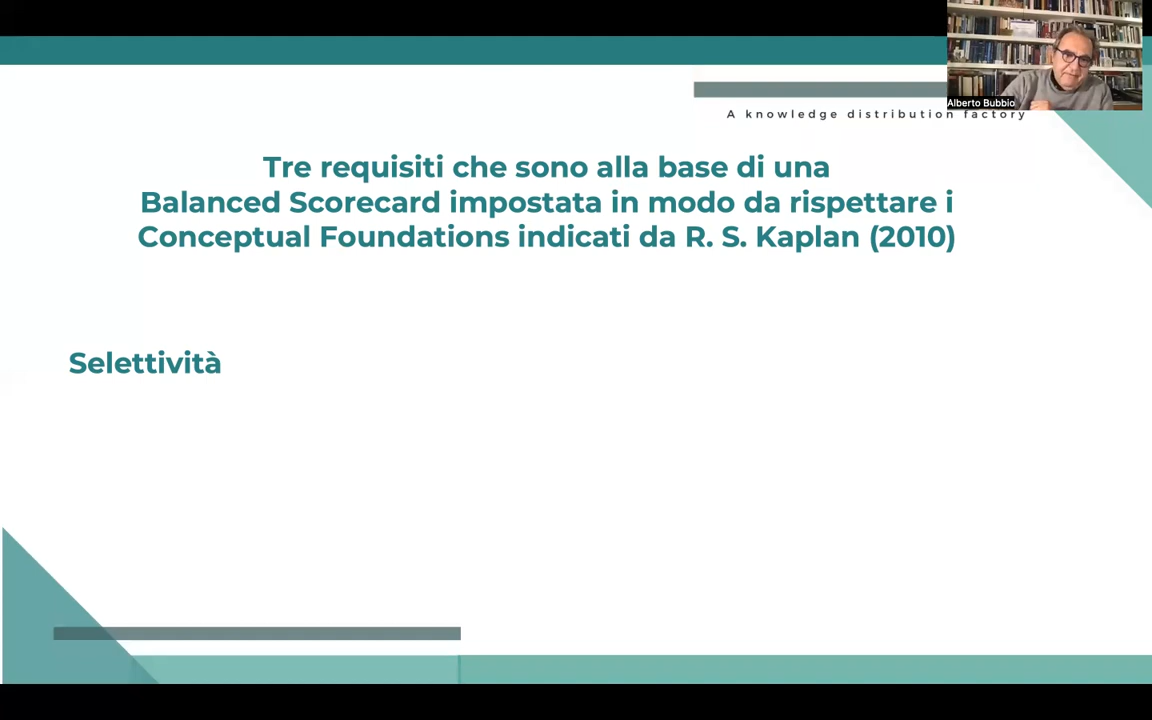 Alberto Bubbio
A knowledge distribution factory
Tre requisiti che sono alla base di una
Balanced Scorecard impostata in modo da rispettare i
Conceptual Foundations indicati da R. S. Kaplan (2010)
Selettività